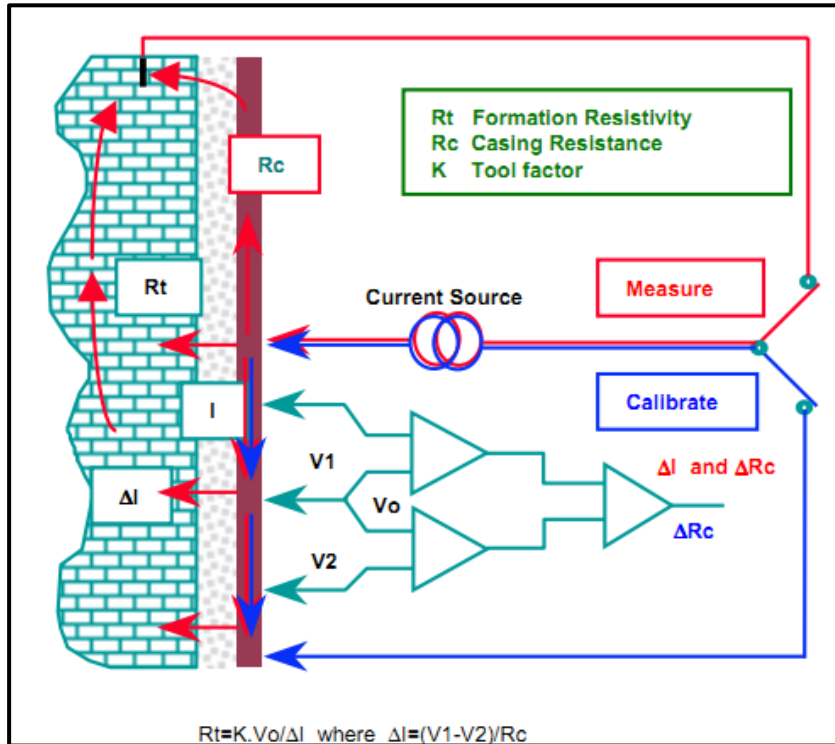 Rt Formation Resistivity
Rc Casing Resistance
K Tool factor
Rc
Rt
Current Source
Measure
I
Calibrate
V1
ΔI and ΔRc
ΔI
Vo
ΔRc
V2
Rt=K.Vo/ΔI where ΔI=(V1-V2)/Rc